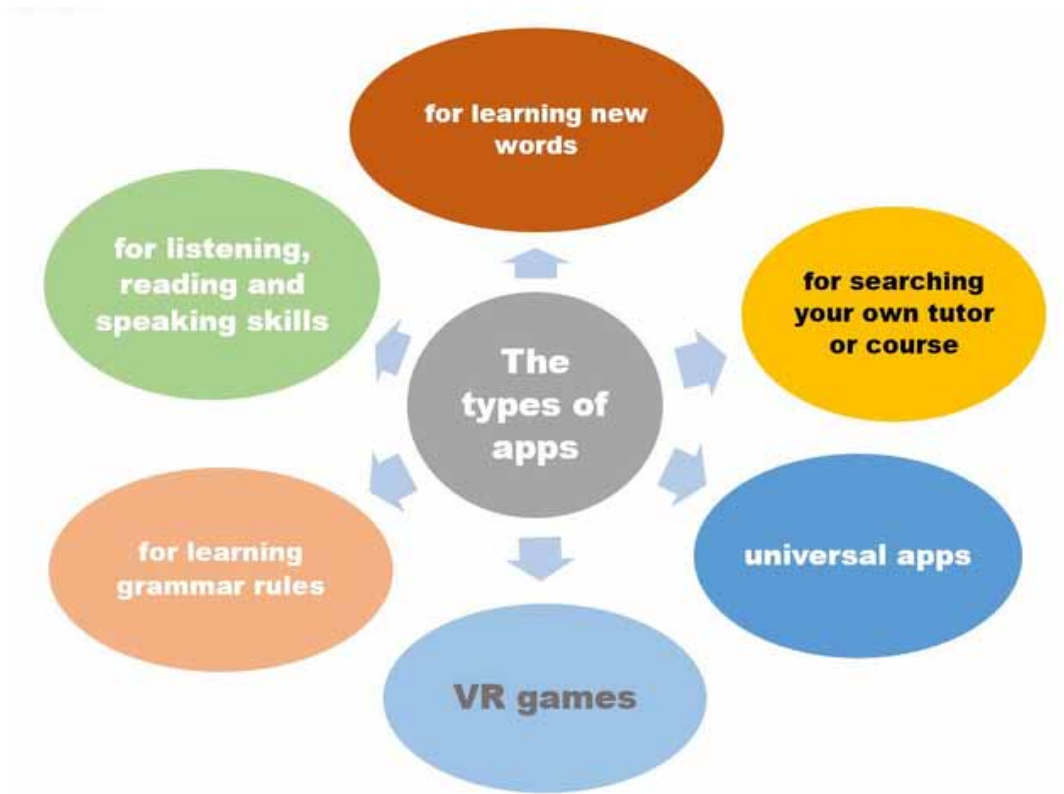 for learning new
words
for searching
your own tutor
or course
universal apps
VR games
for learning
grammar rules
for listening,
reading and
speaking skills
The
types of
apps